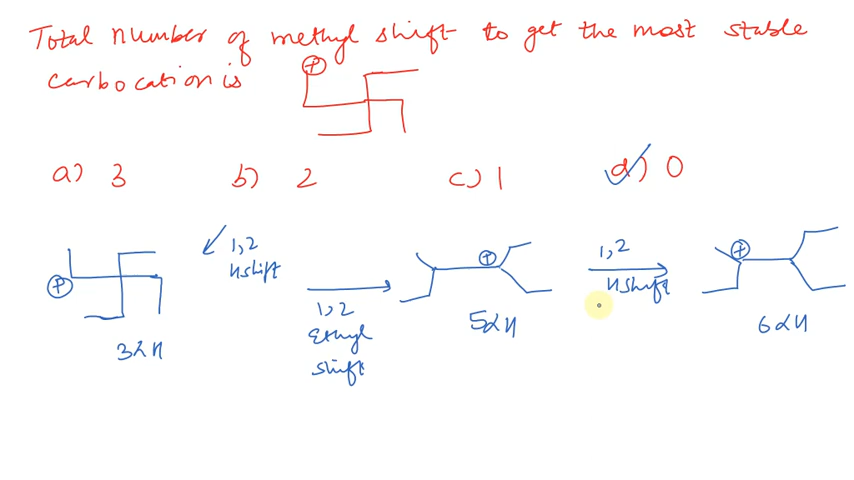 Total number of methyl shift to get the most stable
carbocation is
+
a) 3 b) 2 c) 1 d) 0
1,2
H shift
+
1,2
Ethyl
shift
+
1,2
H shift
+
3αH
5αH
6αH